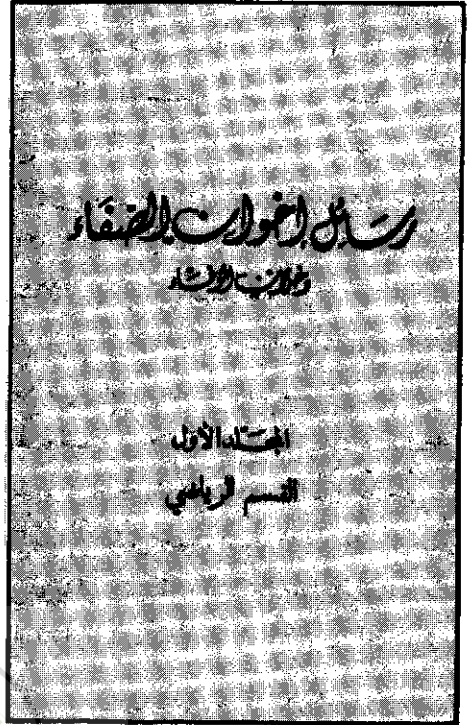 رسائل إخوان الصفاء
وخلان الوفاء
المجلد الأول
القسم الرياضي